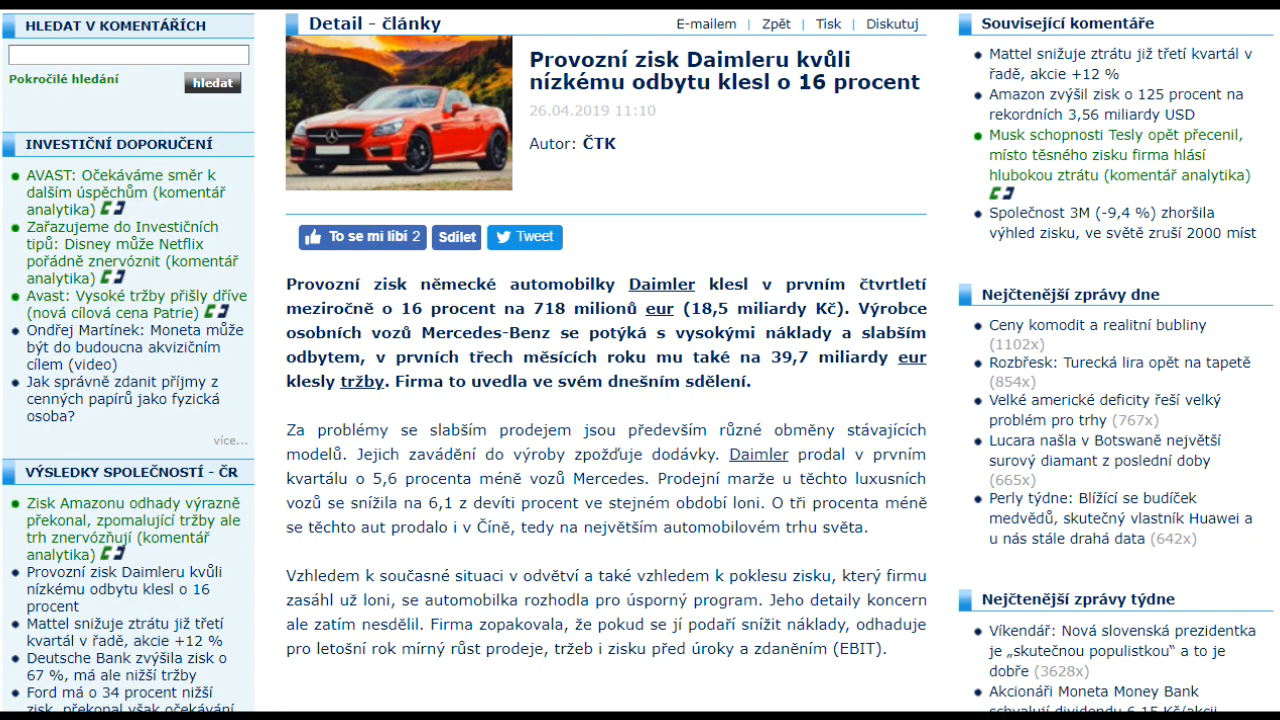 HLEDAT V KOMENTÁŘÍCH
Pokročilé hledání
hledat
INVESTIČNÍ DOPORUČENÍ
AVAST: Očekáváme směr k
dalším úspěchům (komentář
analytika)
Zařazujeme do Investičních
tipů: Disney může Netflix
pořádně znervóznit (komentář
analytika)
Avast: Vysoké tržby přišly dříve
(nová cílová cena Patrie)
Ondřej Martínek: Moneta může
být do budoucna akvizičním
cílem (video)
Jak správně zdanit příjmy z
cenných papírů jako fyzická
osoba?
více...
VÝSLEDKY SPOLEČNOSTÍ - ČR
Zisk Amazonu odhady výrazně
překonal, zpomalující tržby ale
trh znervózňují (komentář
analytika)
Provozní zisk Daimleru kvůli
nízkému odbytu klesl o 16
procent
Mattel snižuje ztrátu již třetí
kvartál v řadě, akcie +12 %
Deutsche Bank zvýšila zisk o
67 %, má ale nižší tržby
Ford má o 34 procent nižší
zisk, překonal však očekávání
Detail - články
E-mailem | Zpět | Tisk | Diskutuj
Provozní zisk Daimleru kvůli
nízkému odbytu klesl o 16 procent
26.04.2019 11:10
Autor: ČTK
To se mi líbí 2
Sdílet
Tweet
Provozní zisk německé automobilky Daimler klesl v prvním čtvrtletí
meziročně o 16 procent na 718 milionů eur (18,5 miliardy Kč). Výrobce
osobních vozů Mercedes-Benz se potýká s vysokými náklady a slabším
odbytem, v prvních třech měsících roku mu také na 39,7 miliardy eur
klesly tržby. Firma to uvedla ve svém dnešním sdělení.
Za problémy se slabším prodejem jsou především různé obměny stávajících
modelů. Jejich zavádění do výroby zpožďuje dodávky. Daimler prodal v prvním
kvartálu o 5,6 procenta méně vozů Mercedes. Prodejní marže u těchto luxusních
vozů se snížila na 6,1 z devíti procent ve stejném období loni. O tři procenta méně
se těchto aut prodalo i v Číně, tedy na největším automobilovém trhu světa.
Vzhledem k současné situaci v odvětví a také vzhledem k poklesu zisku, který firmu
zasáhl už loni, se automobilka rozhodla pro úsporný program. Jeho detaily koncern
ale zatím nesdělil. Firma zopakovala, že pokud se jí podaří snížit náklady, odhaduje
pro letošní rok mírný růst prodeje, tržeb i zisku před úroky a zdaněním (EBIT).
Související komentáře
Mattel snižuje ztrátu již třetí kvartál v
řadě, akcie +12 %
Amazon zvýšil zisk o 125 procent na
rekordních 3,56 miliardy USD
Musk schopnosti Tesly opět přecenil,
místo těsného zisku firma hlásí
hlubokou ztrátu (komentář analytika)
Společnost 3M (-9,4 %) zhoršila
výhled zisku, ve světě zruší 2000 míst
Nejčtenější zprávy dne
Ceny komodit a realitní bubliny
(1102x)
Rozbřesk: Turecká lira opět na tapetě
(854x)
Velké americké deficity řeší velký
problém pro trhy (767x)
Lucara našla v Botswaně největší
surový diamant z poslední doby
(665x)
Perly týdne: Blížící se budíček
medvědů, skutečný vlastník Huawei a
u nás stále drahá data (642x)
Nejčtenější zprávy týdne
Víkendář: Nová slovenská prezidentka
je „skutečnou populistkou“ a to je
dobře (3628x)
Akcionáři Moneta Money Bank
schvalují dividendu 6,15 Kč/akcii